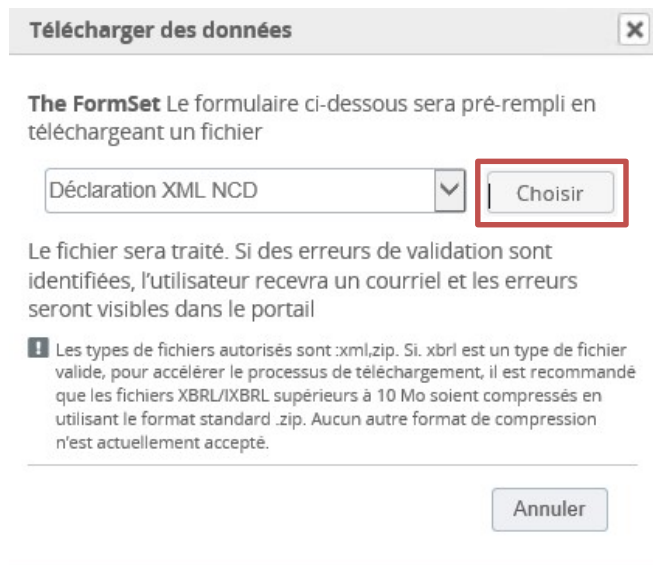 Télécharger des données
The FormSet Le formulaire ci-dessous sera pré-rempli en
téléchargeant un fichier
Déclaration XML NCD
Choisir
Le fichier sera traité. Si des erreurs de validation sont
identifiées, l'utilisateur recevra un courriel et les erreurs
seront visibles dans le portail
Les types de fichiers autorisés sont :xml,zip. Si. xbrl est un type de fichier
valide, pour accélérer le processus de téléchargement, il est recommandé
que les fichiers XBRL/IXBRL supérieurs à 10 Mo soient compressés en
utilisant le format standard .zip. Aucun autre format de compression
n'est actuellement accepté.
Annuler